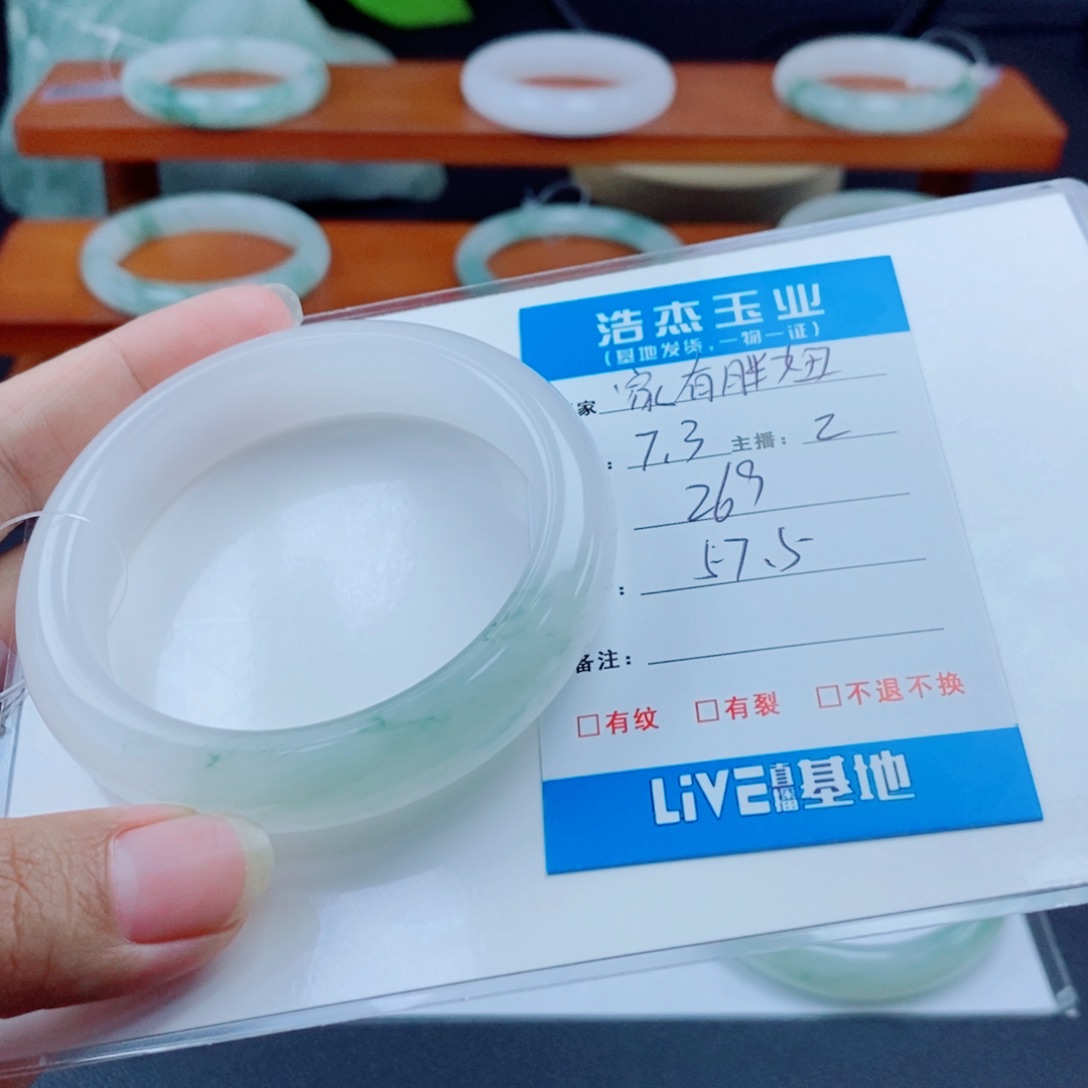 浩杰玉业
(基地发货.一物一证)
家 家有胖妞
: 7.3 主播: 2
269
: 57.5
备注:
□有纹 □有裂 □不退不换
LiVE直播基地